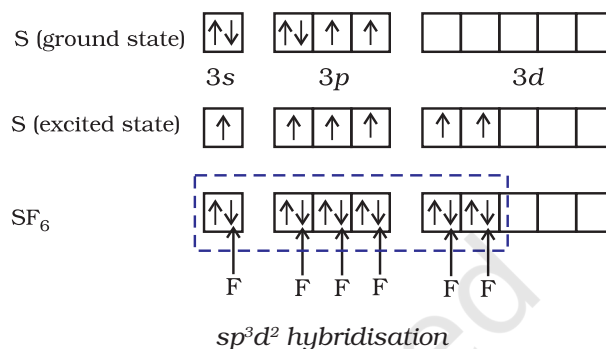 S (ground state)
3s 3p 3d
S (excited state)
SF₆
F F F F F F
sp³d² hybridisation